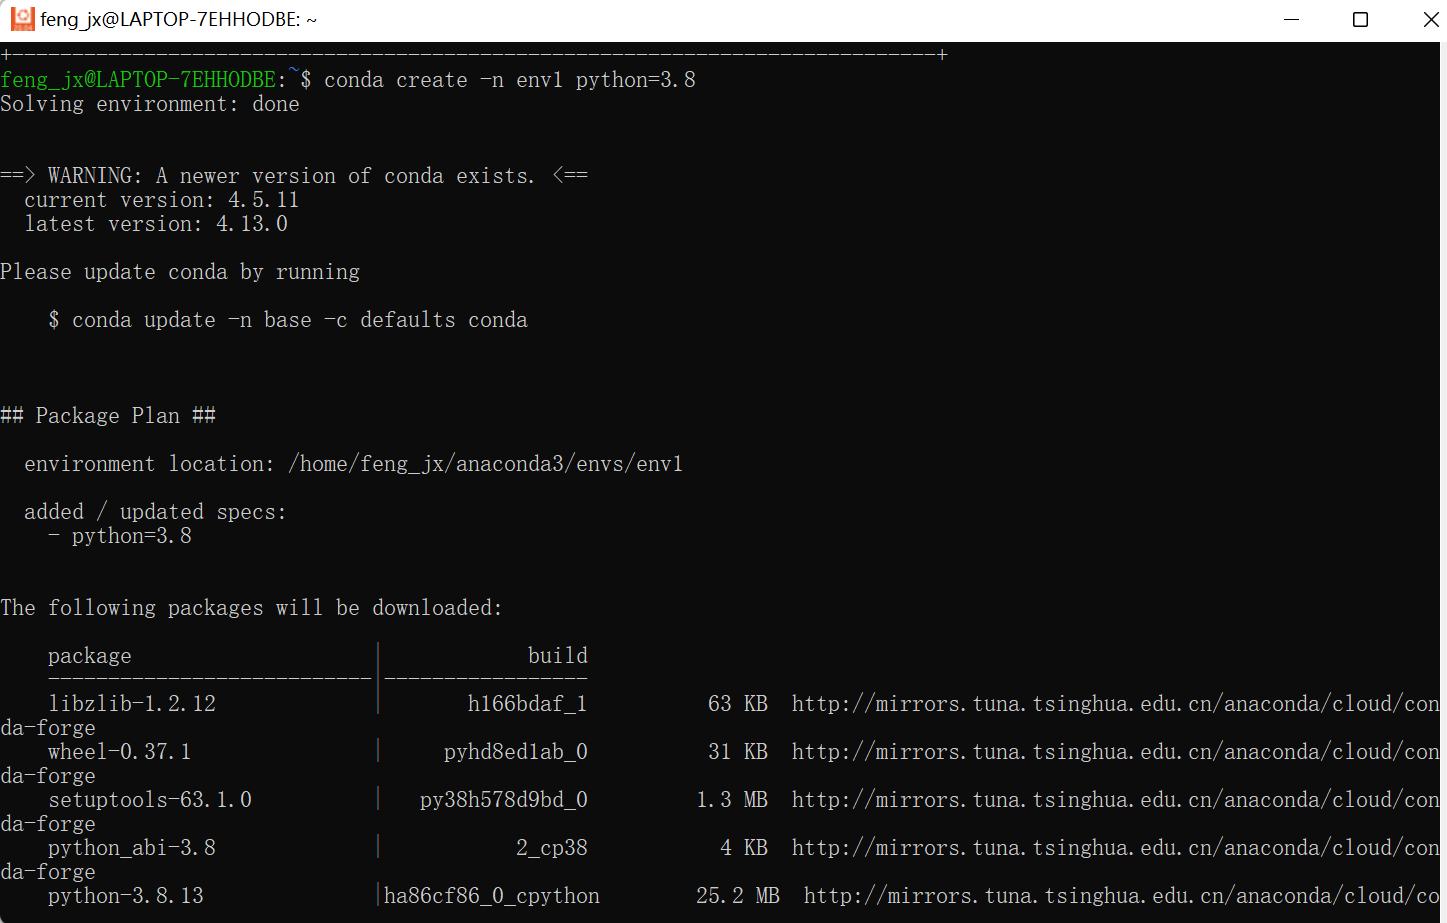 feng_jx@LAPTOP-7EHHODBE: ~
+-----------------------------------------------------------------------------+
feng_jx@LAPTOP-7EHHODBE:~$ conda create -n env1 python=3.8
Solving environment: done
==> WARNING: A newer version of conda exists. <==
current version: 4.5.11
latest version: 4.13.0
Please update conda by running
$ conda update -n base -c defaults conda
## Package Plan ##
environment location: /home/feng_jx/anaconda3/envs/env1
added / updated specs:
- python=3.8
The following packages will be downloaded:
package | build
---------------------------|-----------------
libzlib-1.2.12 | h166bdaf_1 63 KB http://mirrors.tuna.tsinghua.edu.cn/anaconda/cloud/con
da-forge
wheel-0.37.1 | pyhd8ed1ab_0 31 KB http://mirrors.tuna.tsinghua.edu.cn/anaconda/cloud/con
da-forge
setuptools-63.1.0 | py38h578d9bd_0 1.3 MB http://mirrors.tuna.tsinghua.edu.cn/anaconda/cloud/con
da-forge
python_abi-3.8 | 2_cp38 4 KB http://mirrors.tuna.tsinghua.edu.cn/anaconda/cloud/con
da-forge
python-3.8.13 |ha86cf86_0_cpython 25.2 MB http://mirrors.tuna.tsinghua.edu.cn/anaconda/cloud/co